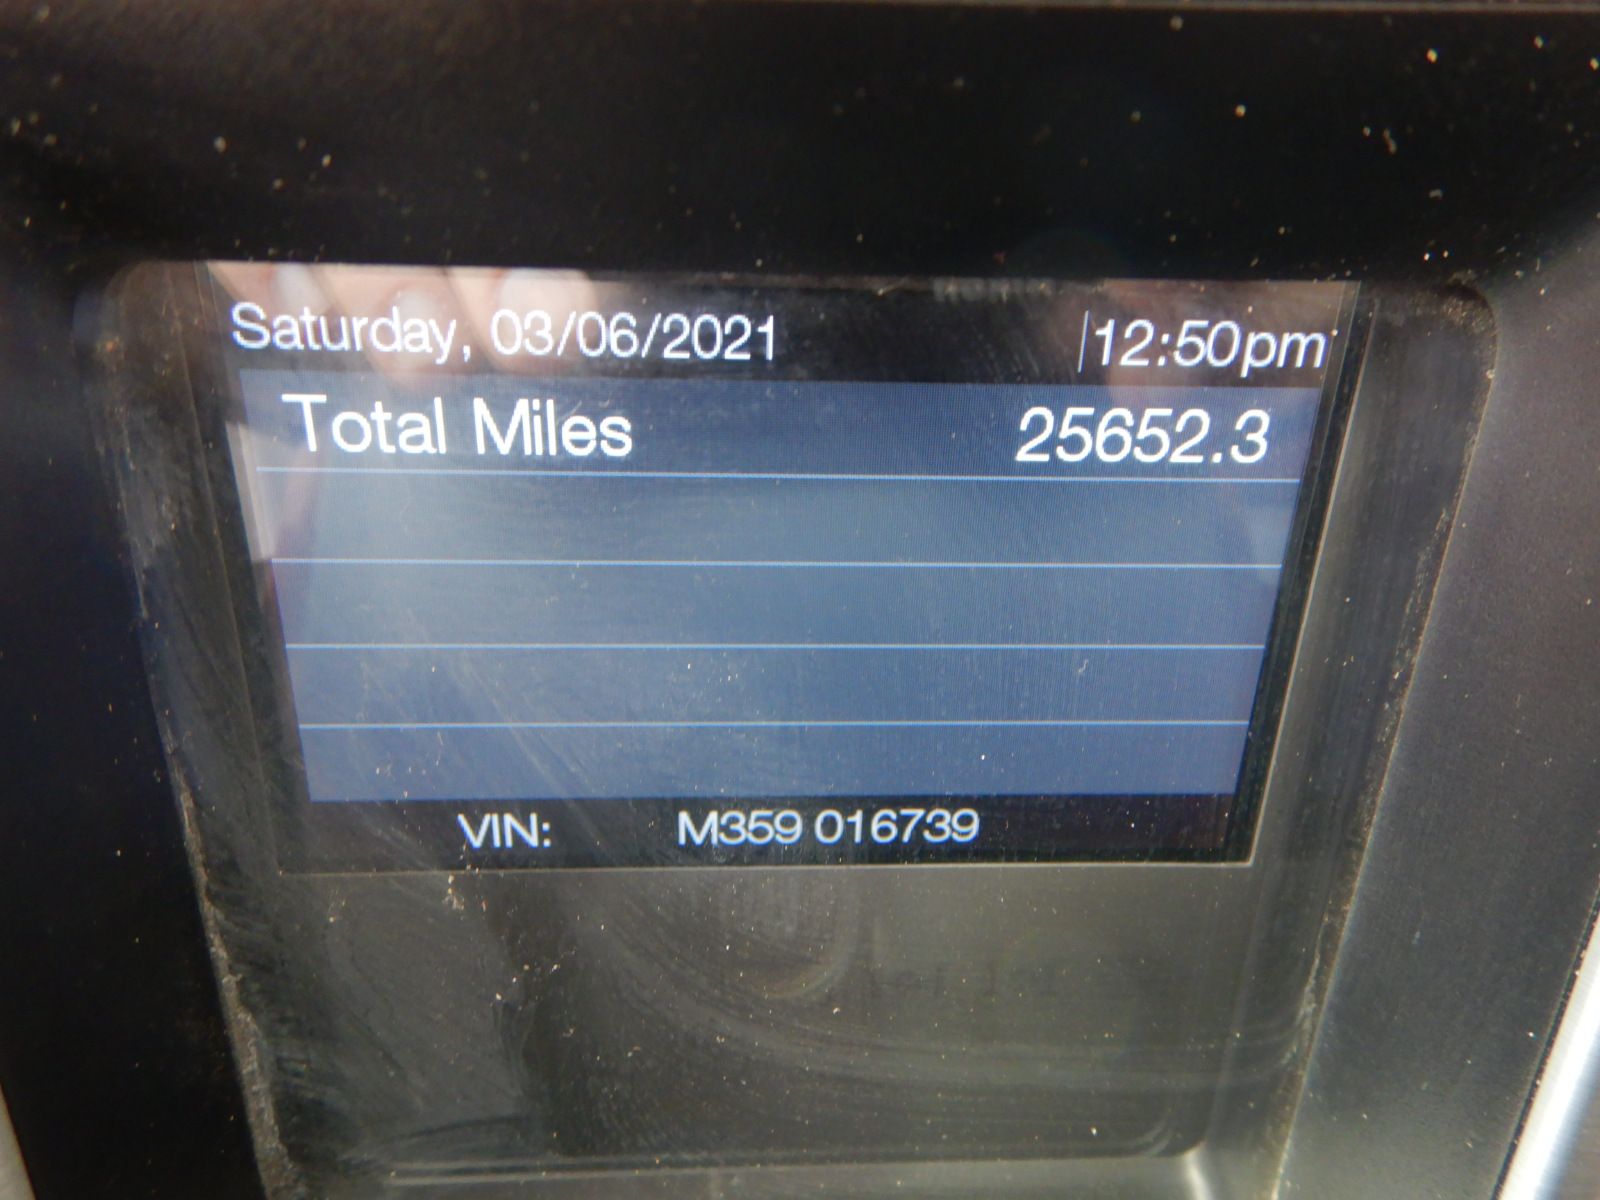 Saturday, 03/06/2021 12:50pm
Total Miles 25652.3
VIN: M359 016739